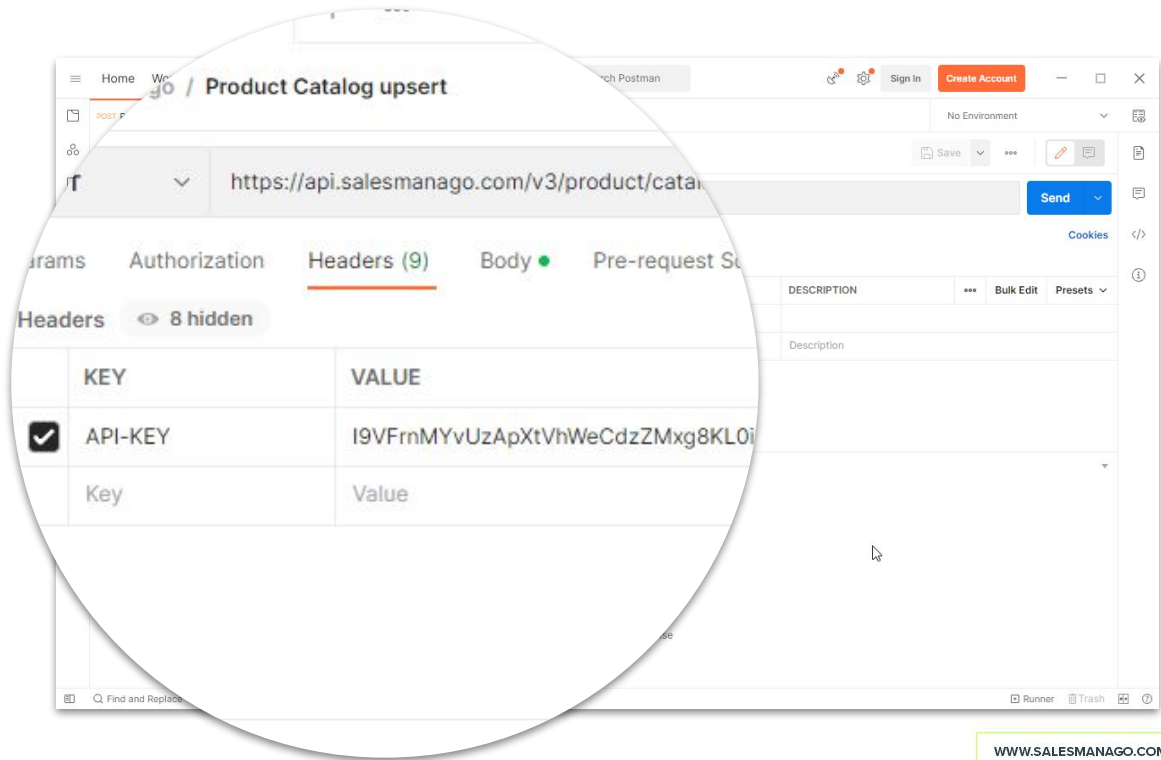 Home
rch Postman
Sign In
Create Account
go / Product Catalog upsert
POST
No Environment
Save
https://api.salesmanago.com/v3/product/catal
Send
Cookies
arams Authorization Headers (9) Body Pre-request Sc
Headers 8 hidden
KEY VALUE DESCRIPTION Bulk Edit Presets
API-KEY I9VFrnMYvUzApXtVhWeCdzZMxg8KL0i
Key Value Description
Find and Replace
Runner Trash
WWW.SALESMANAGO.COM